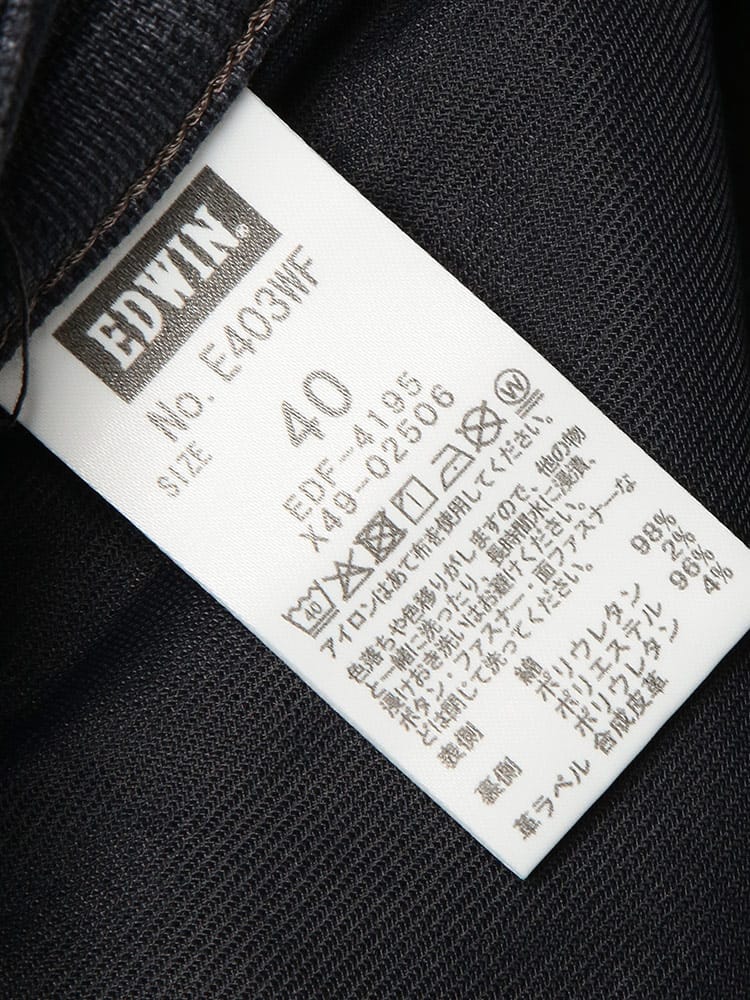 EDWIN®
No. E403WF
SIZE 40
EDF-4195
X49-02506
40 W
アイロンはあて布を使用してください。
色落ちや色移りがしますので、他の物
と一緒に洗ったり、長時間水に浸漬、
漬けおき洗いはお避けください。
ボタン・ファスナー・面ファスナーな
どは閉じて洗ってください。
表側 綿 98%
ポリウレタン 2%
裏側 ポリエステル 96%
ポリウレタン 4%
革ラベル 合成皮革